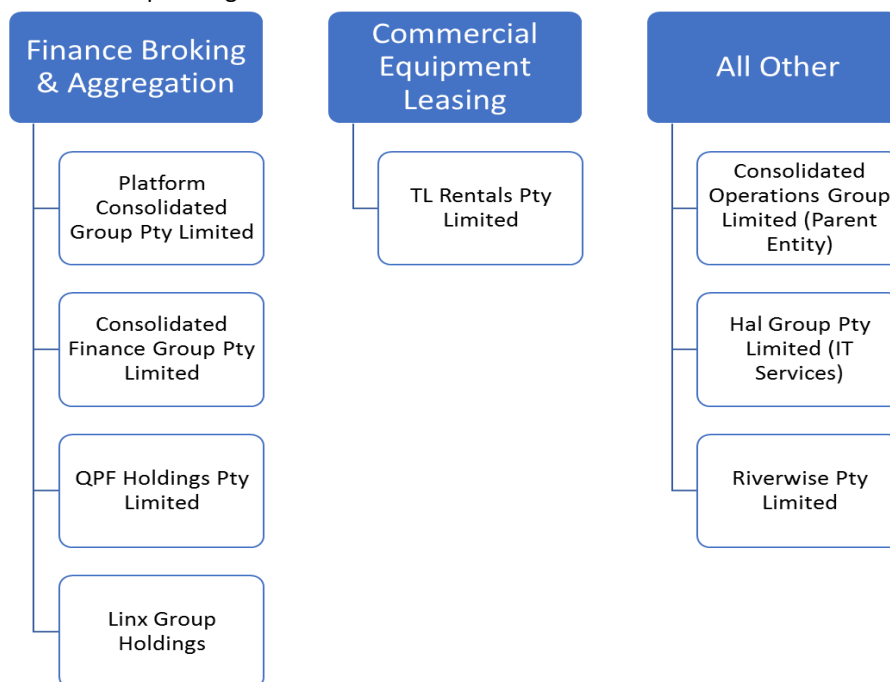 Finance Broking
& Aggregation
Platform
Consolidated
Group Pty Limited
Consolidated
Finance Group Pty
Limited
QPF Holdings Pty
Limited
Linx Group
Holdings
Commercial
Equipment
Leasing
TL Rentals Pty
Limited
All Other
Consolidated
Operations Group
Limited (Parent
Entity)
Hal Group Pty
Limited (IT
Services)
Riverwise Pty
Limited